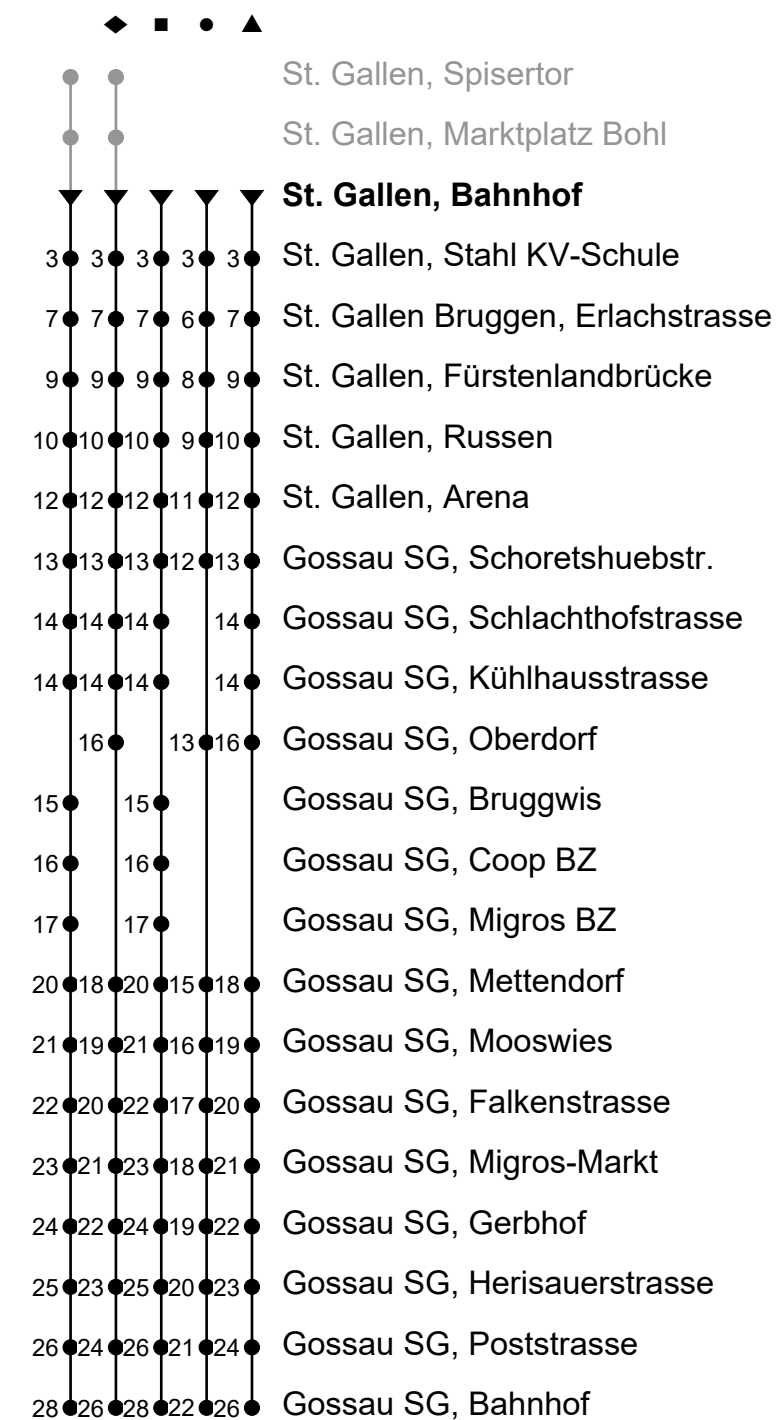 St. Gallen, Spisertor
St. Gallen, Marktplatz Bohl
St. Gallen, Bahnhof
3 3 3 3 3 St. Gallen, Stahl KV-Schule
7 7 7 6 7 St. Gallen Bruggen, Erlachstrasse
9 9 9 8 9 St. Gallen, Fürstenlandbrücke
10 10 10 9 10 St. Gallen, Russen
12 12 12 11 12 St. Gallen, Arena
13 13 13 12 13 Gossau SG, Schoretshuebstr.
14 14 14 14 Gossau SG, Schlachthofstrasse
14 14 14 14 Gossau SG, Kühlhausstrasse
16 13 16 Gossau SG, Oberdorf
15 15 Gossau SG, Bruggwis
16 16 Gossau SG, Coop BZ
17 17 Gossau SG, Migros BZ
20 18 20 15 18 Gossau SG, Mettendorf
21 19 21 16 19 Gossau SG, Mooswies
22 20 22 17 20 Gossau SG, Falkenstrasse
23 21 23 18 21 Gossau SG, Migros-Markt
24 22 24 19 22 Gossau SG, Gerbhof
25 23 25 20 23 Gossau SG, Herisauerstrasse
26 24 26 21 24 Gossau SG, Poststrasse
28 26 28 22 26 Gossau SG, Bahnhof